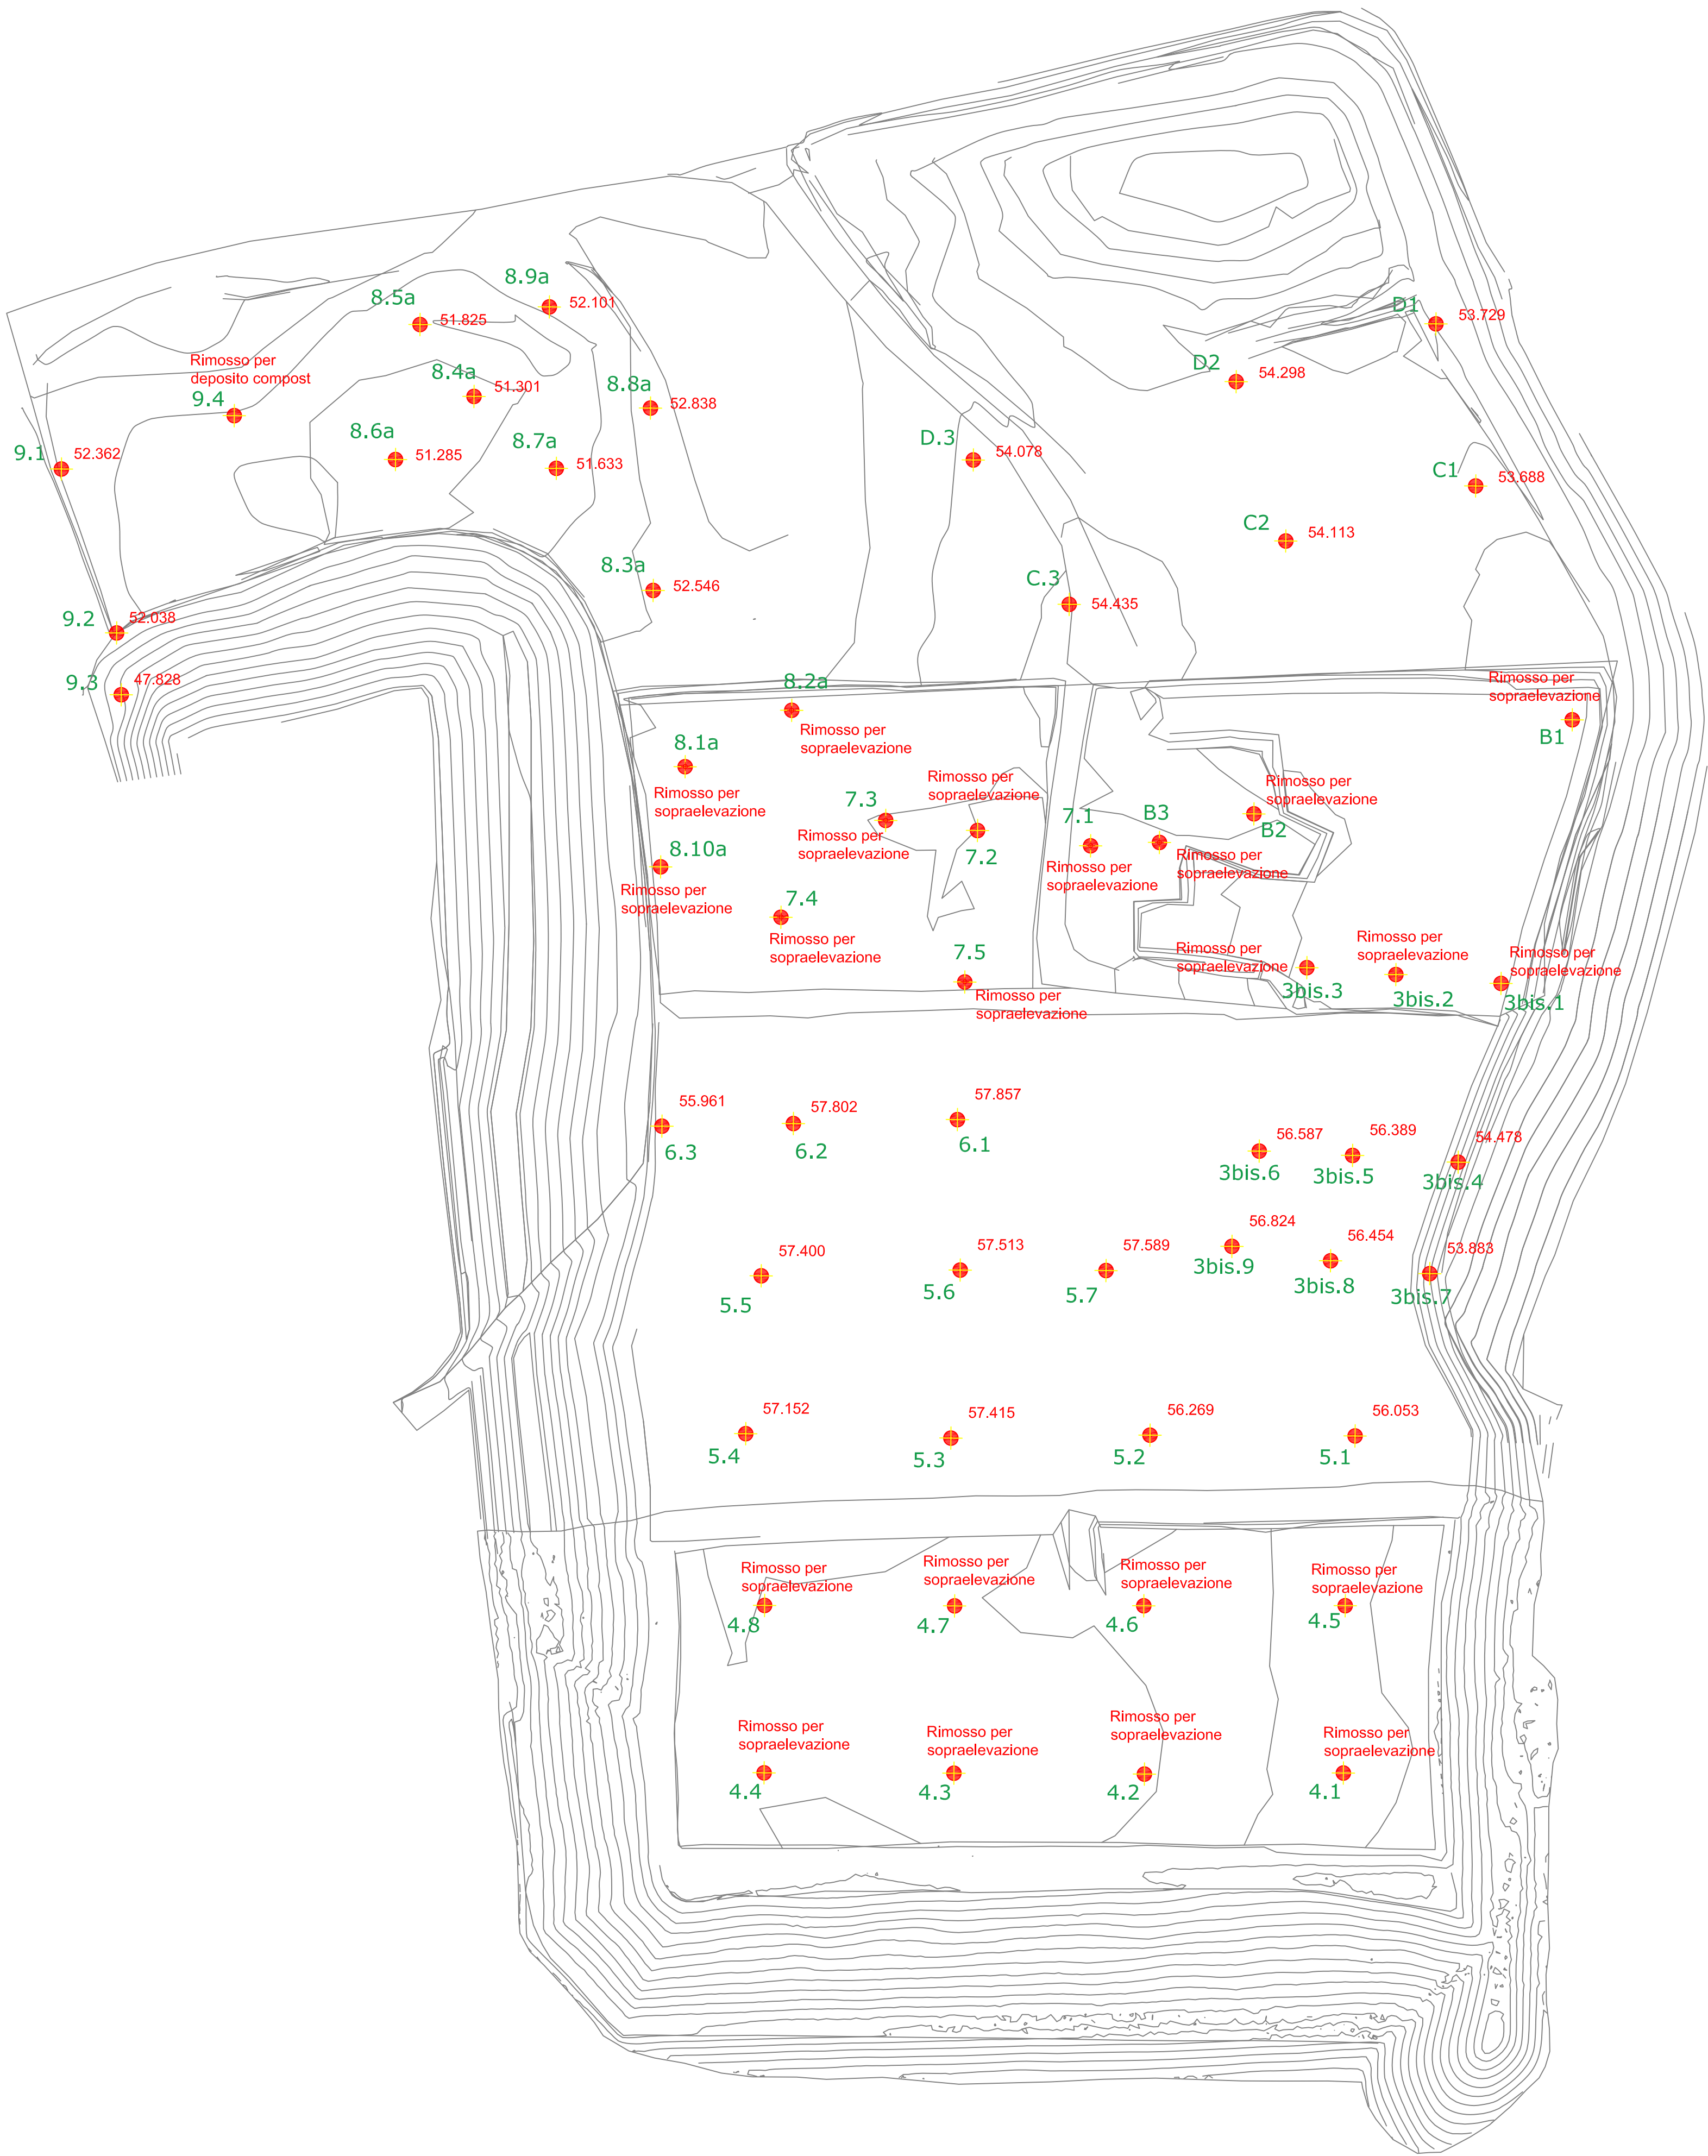 8.9a
52.101
8.5a
51.825
D1
53.729
Rimosso per
deposito compost
9.4
8.4a
51.301
8.8a
52.838
D2
54.298
9.1
52.362
8.6a
51.285
8.7a
51.633
D.3
54.078
C1
53.688
C2
54.113
8.3a
52.546
C.3
54.435
9.2
52.038
9.3
47.828
8.2a
Rimosso per
sopraelevazione
Rimosso per
sopraelevazione
B1
8.1a
Rimosso per
sopraelevazione
7.3
Rimosso per
sopraelevazione
Rimosso per
sopraelevazione
7.2
7.1
Rimosso per
sopraelevazione
B3
Rimosso per
sopraelevazione
Rimosso per
sopraelevazione
B2
8.10a
Rimosso per
sopraelevazione
7.4
Rimosso per
sopraelevazione
7.5
Rimosso per
sopraelevazione
Rimosso per
sopraelevazione
3bis.3
Rimosso per
sopraelevazione
3bis.2
Rimosso per
sopraelevazione
3bis.1
55.961
6.3
57.802
6.2
57.857
6.1
56.587
3bis.6
56.389
3bis.5
54.478
3bis.4
57.400
5.5
57.513
5.6
57.589
5.7
56.824
3bis.9
56.454
3bis.8
53.883
3bis.7
57.152
5.4
57.415
5.3
56.269
5.2
56.053
5.1
Rimosso per
sopraelevazione
4.8
Rimosso per
sopraelevazione
4.7
Rimosso per
sopraelevazione
4.6
Rimosso per
sopraelevazione
4.5
Rimosso per
sopraelevazione
4.4
Rimosso per
sopraelevazione
4.3
Rimosso per
sopraelevazione
4.2
Rimosso per
sopraelevazione
4.1